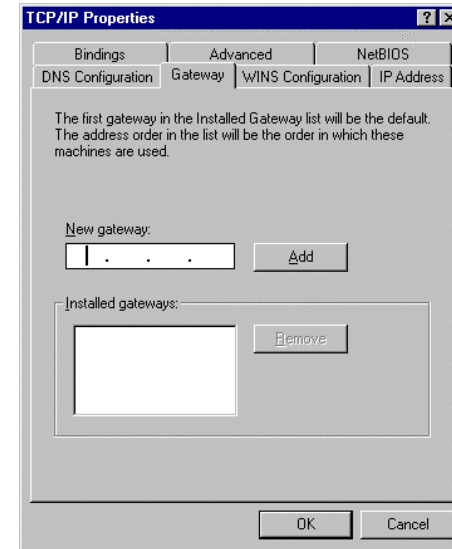 TCP/IP Properties
Bindings Advanced NetBIOS
DNS Configuration Gateway WINS Configuration IP Address
The first gateway in the Installed Gateway list will be the default.
The address order in the list will be the order in which these
machines are used.
New gateway:
. . .
Add
Installed gateways:
Remove
OK Cancel